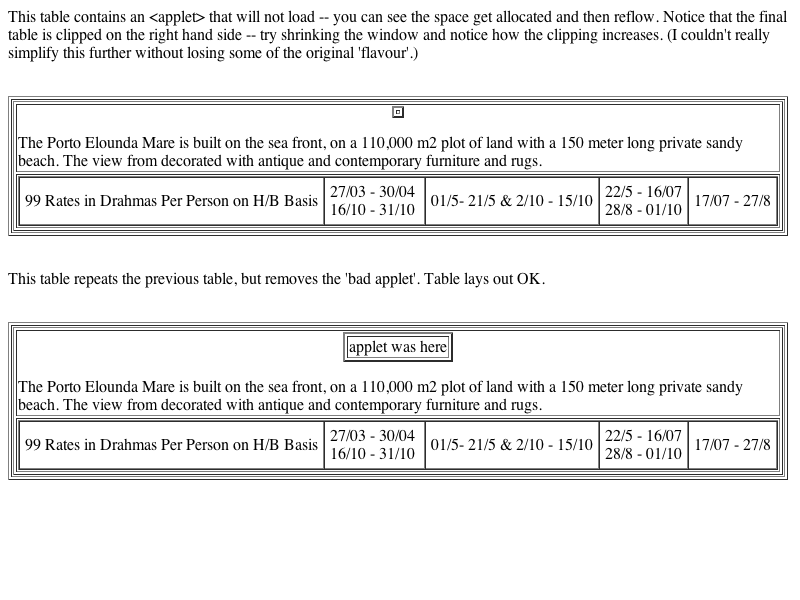 This table contains an <applet> that will not load -- you can see the space get allocated and then reflow. Notice that the final
table is clipped on the right hand side -- try shrinking the window and notice how the clipping increases. (I couldn't really
simplify this further without losing some of the original 'flavour'.)
The Porto Elounda Mare is built on the sea front, on a 110,000 m2 plot of land with a 150 meter long private sandy
beach. The view from decorated with antique and contemporary furniture and rugs.
99 Rates in Drahmas Per Person on H/B Basis
27/03 - 30/04
16/10 - 31/10
01/5- 21/5 & 2/10 - 15/10
22/5 - 16/07
28/8 - 01/10
17/07 - 27/8
This table repeats the previous table, but removes the 'bad applet'. Table lays out OK.
applet was here
The Porto Elounda Mare is built on the sea front, on a 110,000 m2 plot of land with a 150 meter long private sandy
beach. The view from decorated with antique and contemporary furniture and rugs.
99 Rates in Drahmas Per Person on H/B Basis
27/03 - 30/04
16/10 - 31/10
01/5- 21/5 & 2/10 - 15/10
22/5 - 16/07
28/8 - 01/10
17/07 - 27/8